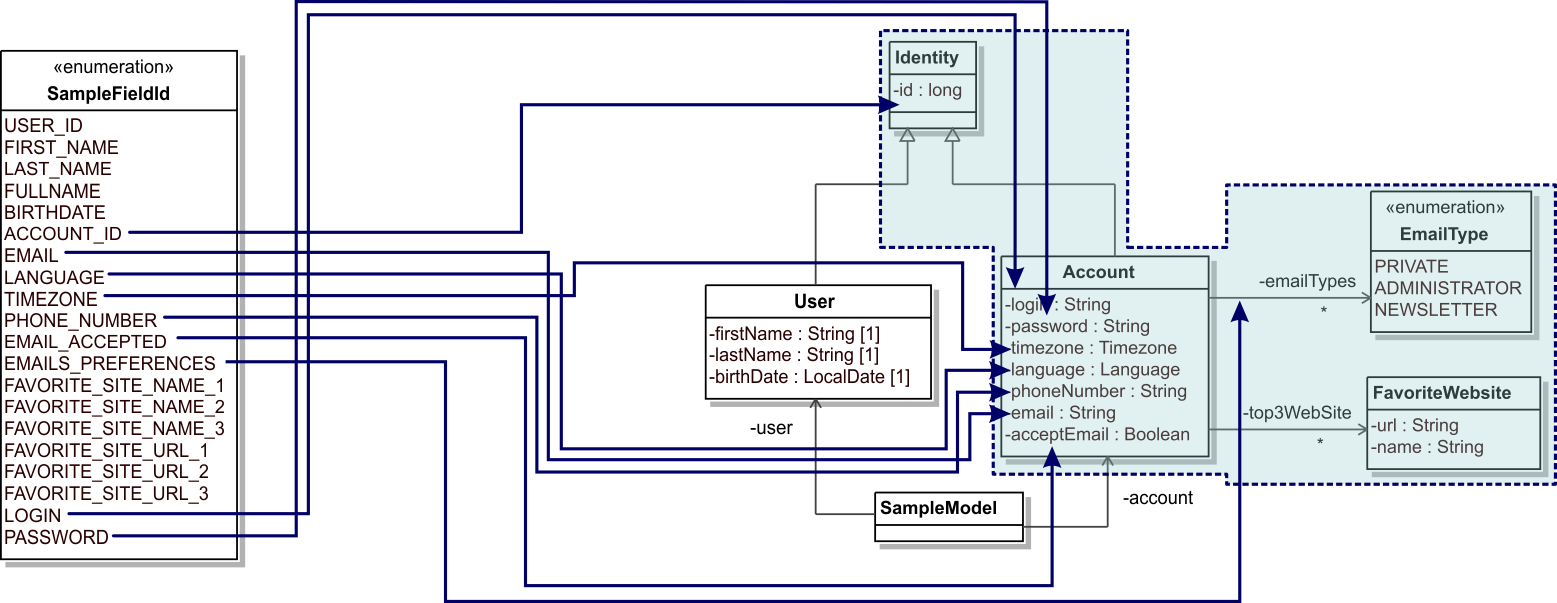 «enumeration»
SampleFieldId
USER_ID
FIRST_NAME
LAST_NAME
FULLNAME
BIRTHDATE
ACCOUNT_ID
EMAIL
LANGUAGE
TIMEZONE
PHONE_NUMBER
EMAIL_ACCEPTED
EMAILS_PREFERENCES
FAVORITE_SITE_NAME_1
FAVORITE_SITE_NAME_2
FAVORITE_SITE_NAME_3
FAVORITE_SITE_URL_1
FAVORITE_SITE_URL_2
FAVORITE_SITE_URL_3
LOGIN
PASSWORD
Identity
-id : long
User
-firstName : String [1]
-lastName : String [1]
-birthDate : LocalDate [1]
-user
SampleModel
-account
Account
-login : String
-password : String
timezone : Timezone
language : Language
phoneNumber : String
email : String
-acceptEmail : Boolean
-emailTypes
*
-top3WebSite
*
«enumeration»
EmailType
PRIVATE
ADMINISTRATOR
NEWSLETTER
FavoriteWebsite
-url : String
-name : String